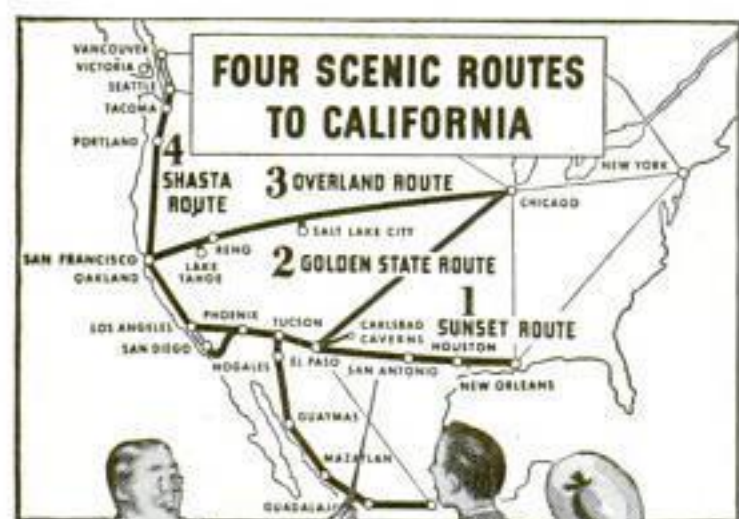 FOUR SCENIC ROUTES
TO CALIFORNIA
VANCOUVER
VICTORIA
SEATTLE
TACOMA
PORTLAND
4
SHASTA
ROUTE
3 OVERLAND ROUTE
NEW YORK
CHICAGO
SALT LAKE CITY
RENO
LAKE
TAHOE
SAN FRANCISCO
OAKLAND
2 GOLDEN STATE ROUTE
1
SUNSET ROUTE
LOS ANGELES
PHOENIX
TUCSON
CARLSBAD
CAVERNS
HOUSTON
SAN DIEGO
NOGALES
EL PASO
SAN ANTONIO
NEW ORLEANS
GUAYMAS
MAZATLAN